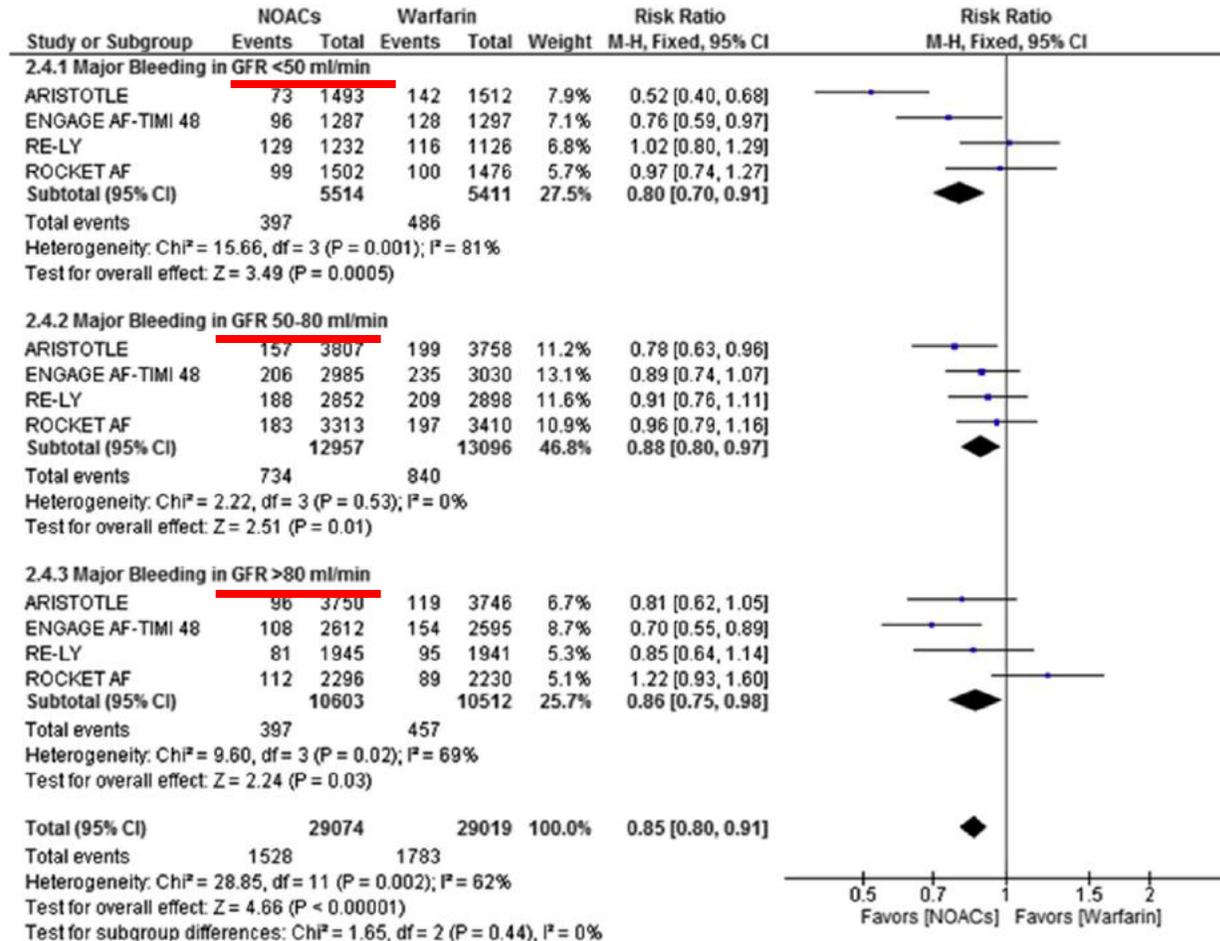 NOACs Warfarin Risk Ratio Risk Ratio
Study or Subgroup Events Total Events Total Weight M-H, Fixed, 95% CI M-H, Fixed, 95% CI
2.4.1 Major Bleeding in GFR <50 ml/min
ARISTOTLE 73 1493 142 1512 7.9% 0.52 [0.40, 0.68]
ENGAGE AF-TIMI 48 96 1287 128 1297 7.1% 0.76 [0.59, 0.97]
RE-LY 129 1232 116 1126 6.8% 1.02 [0.80, 1.29]
ROCKET AF 99 1502 100 1476 5.7% 0.97 [0.74, 1.27]
Subtotal (95% CI) 5514 5411 27.5% 0.80 [0.70, 0.91]
Total events 397 486
Heterogeneity: Chi² = 15.66, df = 3 (P = 0.001); I² = 81%
Test for overall effect: Z = 3.49 (P = 0.0005)
2.4.2 Major Bleeding in GFR 50-80 ml/min
ARISTOTLE 157 3807 199 3758 11.2% 0.78 [0.63, 0.96]
ENGAGE AF-TIMI 48 206 2985 235 3030 13.1% 0.89 [0.74, 1.07]
RE-LY 188 2852 209 2898 11.6% 0.91 [0.76, 1.11]
ROCKET AF 183 3313 197 3410 10.9% 0.96 [0.79, 1.16]
Subtotal (95% CI) 12957 13096 46.8% 0.88 [0.80, 0.97]
Total events 734 840
Heterogeneity: Chi² = 2.22, df = 3 (P = 0.53); I² = 0%
Test for overall effect: Z = 2.51 (P = 0.01)
2.4.3 Major Bleeding in GFR >80 ml/min
ARISTOTLE 96 3750 119 3746 6.7% 0.81 [0.62, 1.05]
ENGAGE AF-TIMI 48 108 2612 154 2595 8.7% 0.70 [0.55, 0.89]
RE-LY 81 1945 95 1941 5.3% 0.85 [0.64, 1.14]
ROCKET AF 112 2296 89 2230 5.1% 1.22 [0.93, 1.60]
Subtotal (95% CI) 10603 10512 25.7% 0.86 [0.75, 0.98]
Total events 397 457
Heterogeneity: Chi² = 9.60, df = 3 (P = 0.02); I² = 69%
Test for overall effect: Z = 2.24 (P = 0.03)
Total (95% CI) 29074 29019 100.0% 0.85 [0.80, 0.91]
Total events 1528 1783
Heterogeneity: Chi² = 28.85, df = 11 (P = 0.002); I² = 62%
Test for overall effect: Z = 4.66 (P < 0.00001)
Test for subgroup differences: Chi² = 1.65, df = 2 (P = 0.44), I² = 0%
0.5 0.7 1 1.5 2
Favors [NOACs] Favors [Warfarin]